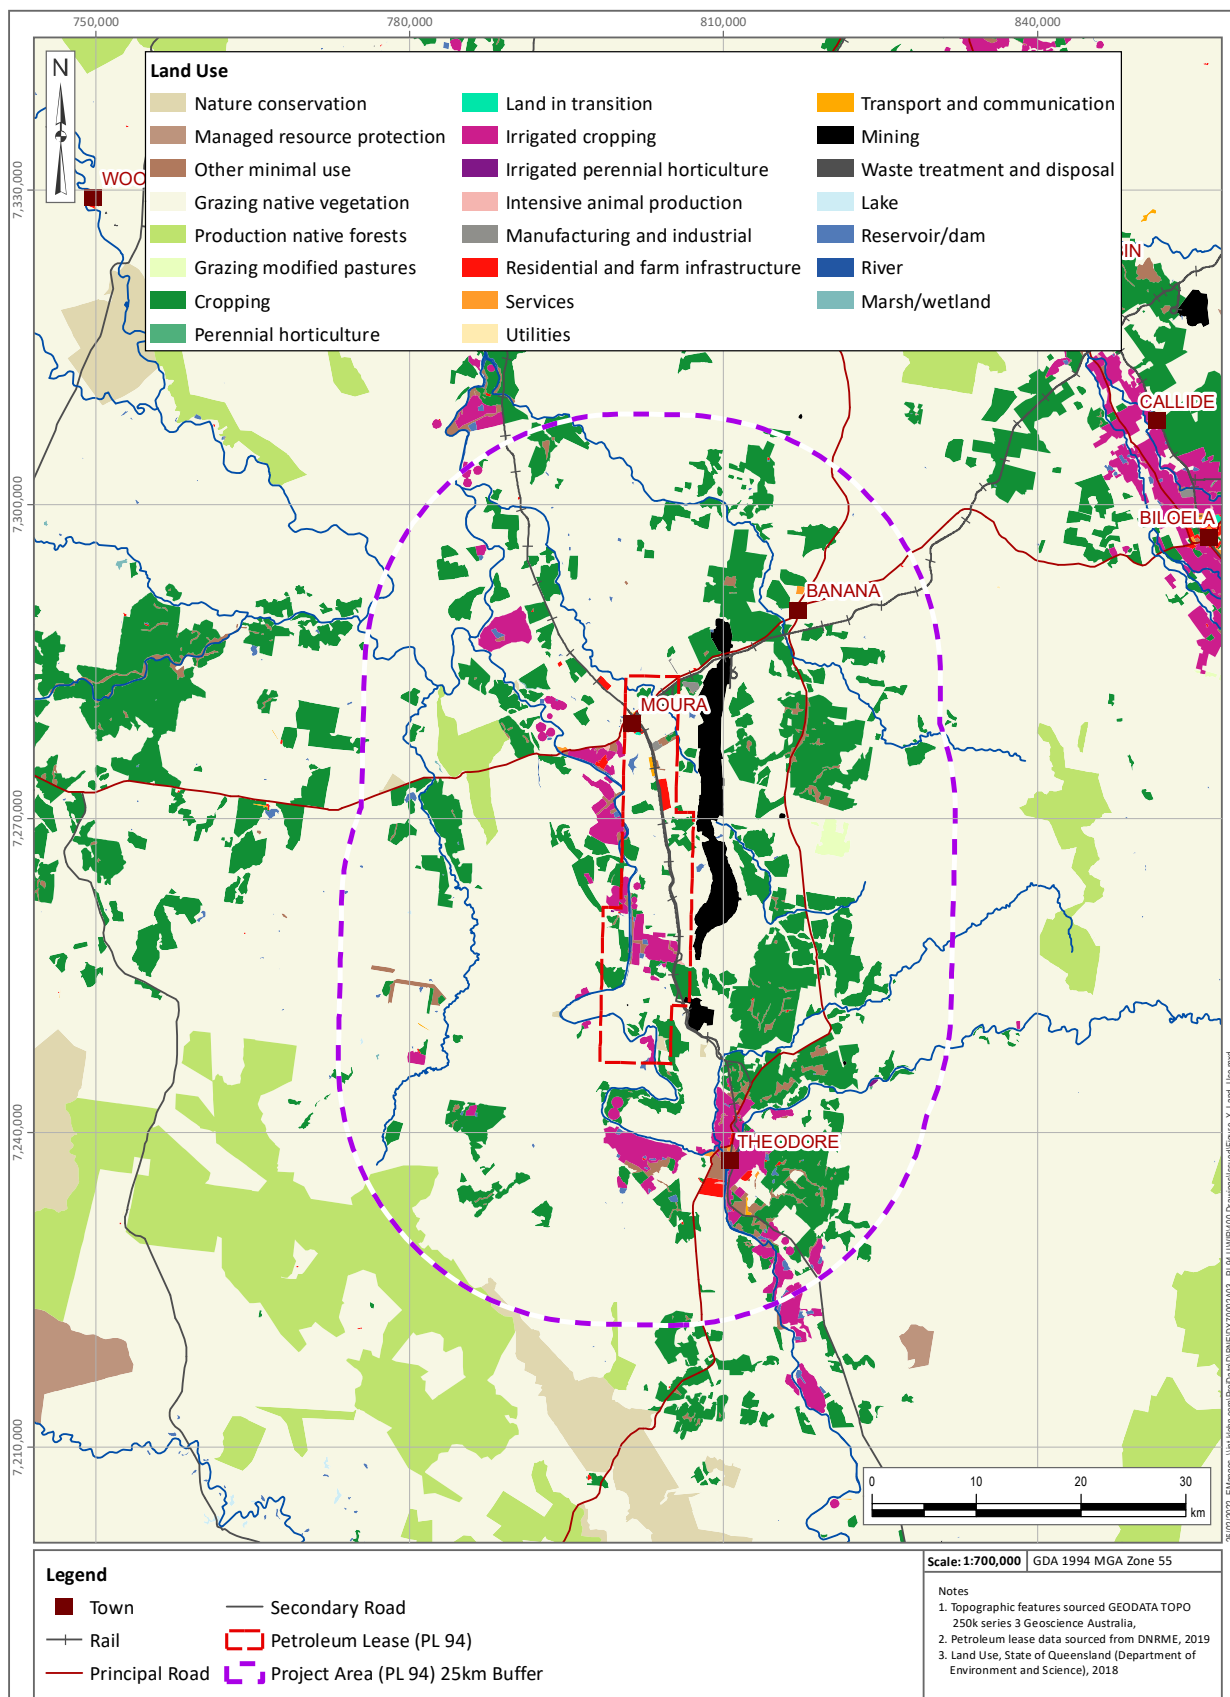 750,000
780,000
810,000
840,000
N
Land Use
Nature conservation
Managed resource protection
Other minimal use
Grazing native vegetation
Production native forests
Grazing modified pastures
Cropping
Perennial horticulture
Land in transition
Irrigated cropping
Irrigated perennial horticulture
Intensive animal production
Manufacturing and industrial
Residential and farm infrastructure
Services
Utilities
Transport and communication
Mining
Waste treatment and disposal
Lake
Reservoir/dam
River
Marsh/wetland
7,330,000
7,300,000
7,270,000
7,240,000
7,210,000
WOO
CALLIDE
BILOELA
BANANA
MOURA
THEODORE
0
10
20
30
km
Legend
Town
Rail
Principal Road
Secondary Road
Petroleum Lease (PL 94)
Project Area (PL 94) 25km Buffer
Scale: 1:700,000
GDA 1994 MGA Zone 55
Notes
1. Topographic features sourced GEODATA TOPO
250k series 3 Geoscience Australia,
2. Petroleum lease data sourced from DNRME, 2019
3. Land Use, State of Queensland (Department of
Environment and Science), 2018